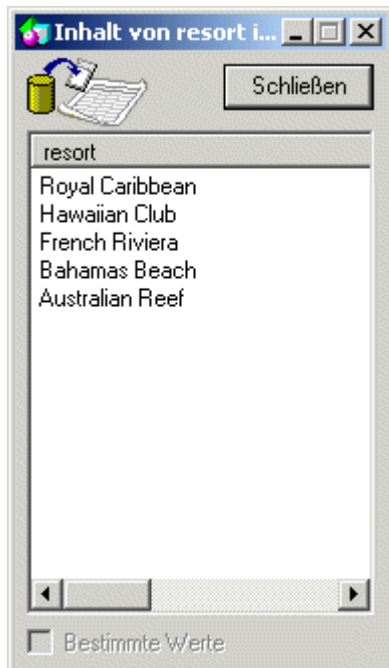 Inhalt von resort i...
Schließen
resort
Royal Caribbean
Hawaiian Club
French Riviera
Bahamas Beach
Australian Reef
Bestimmte Werte